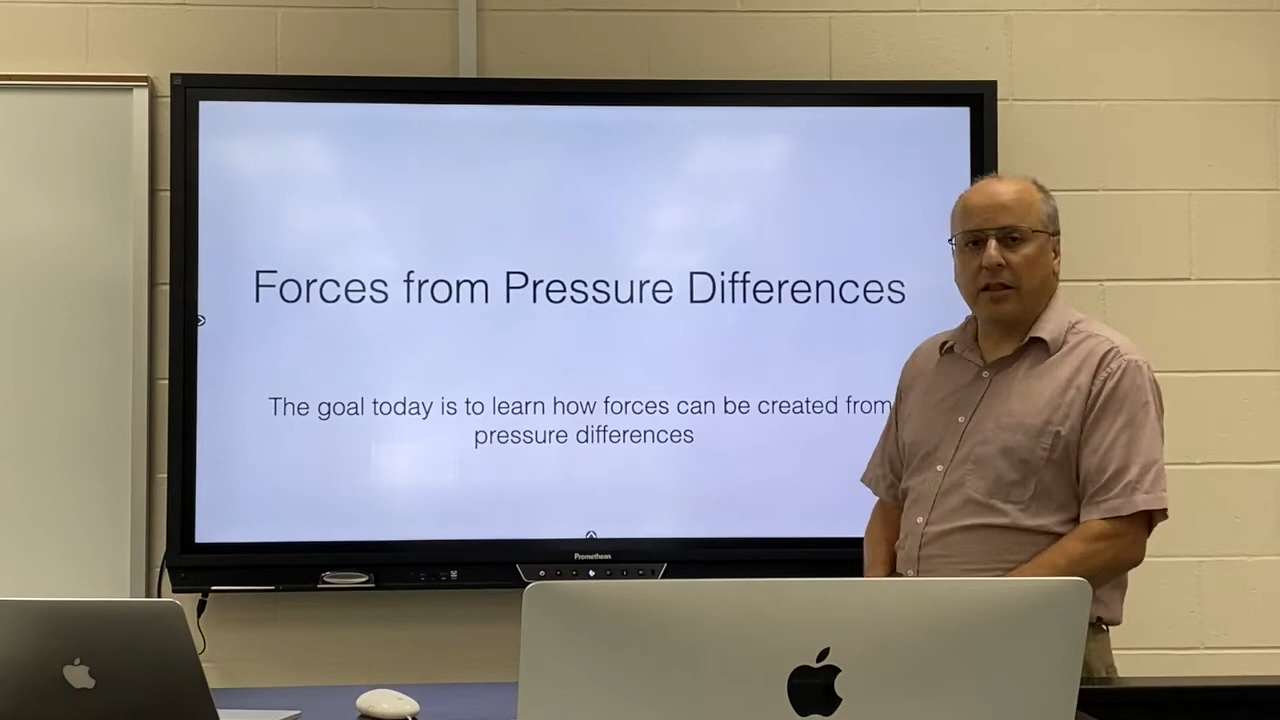 Forces from Pressure Differences
The goal today is to learn how forces can be created from
pressure differences
Promethean